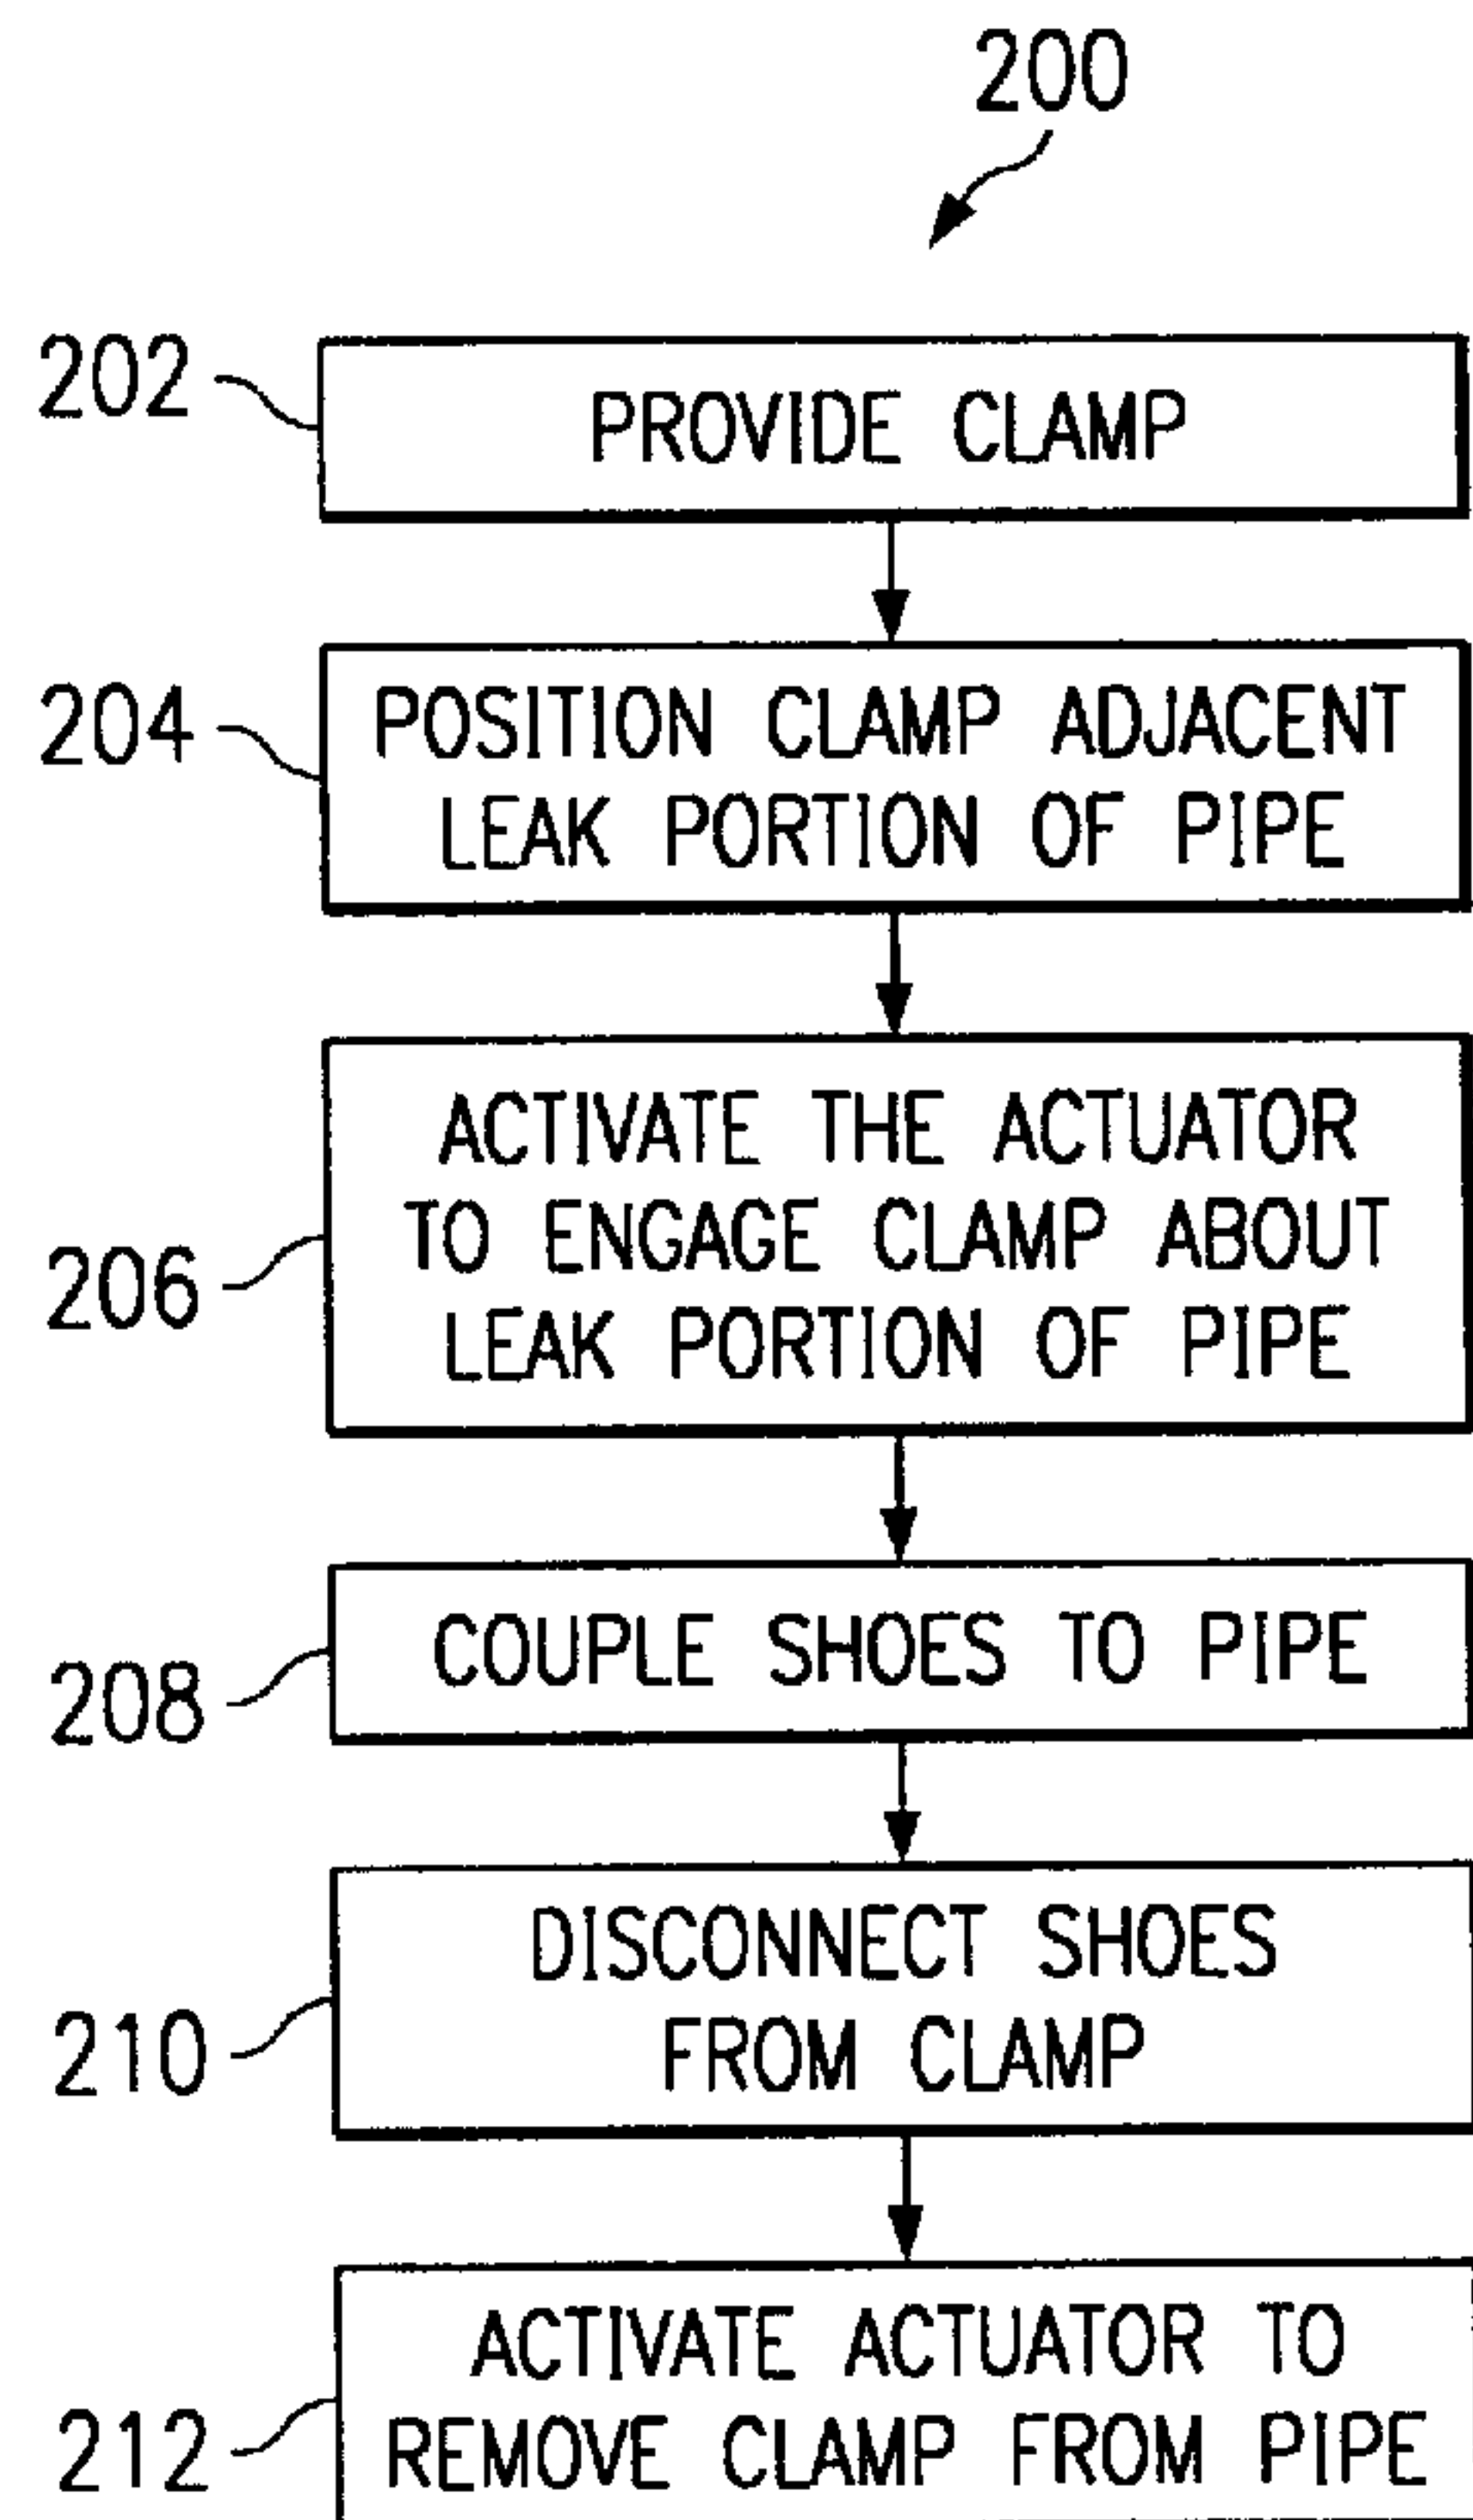 200
202
PROVIDE CLAMP
204
POSITION CLAMP ADJACENT
LEAK PORTION OF PIPE
206
ACTIVATE THE ACTUATOR
TO ENGAGE CLAMP ABOUT
LEAK PORTION OF PIPE
208
COUPLE SHOES TO PIPE
210
DISCONNECT SHOES
FROM CLAMP
212
ACTIVATE ACTUATOR TO
REMOVE CLAMP FROM PIPE